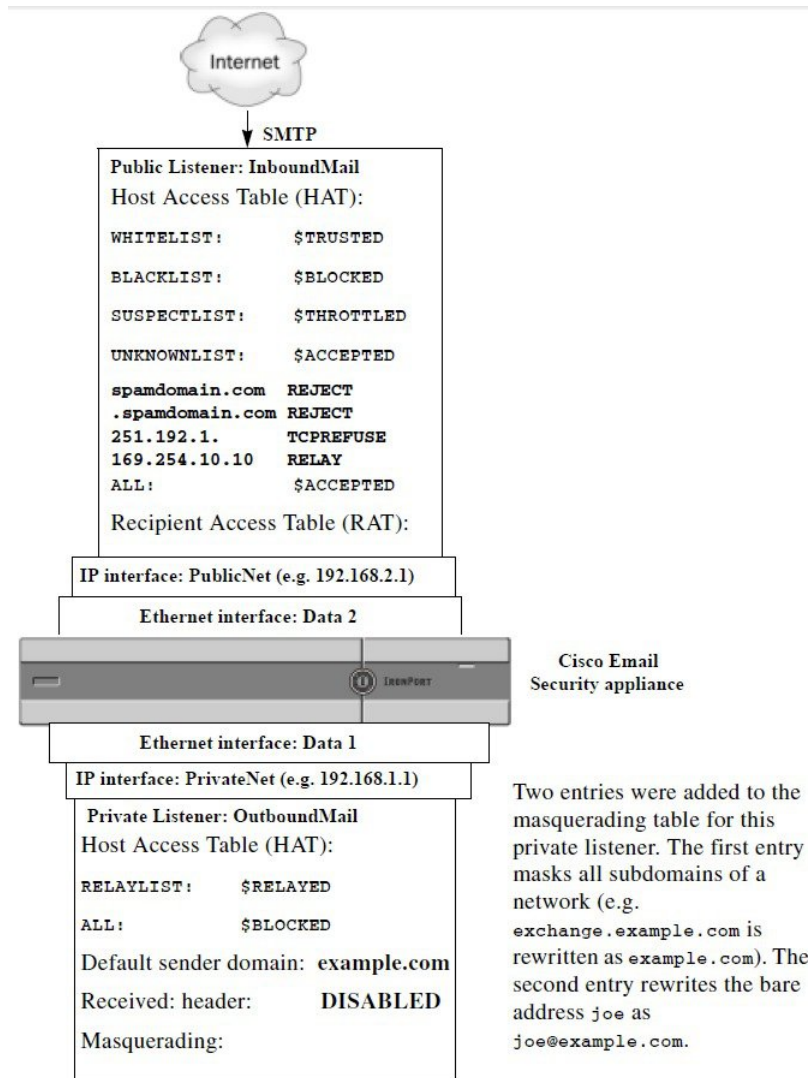 Internet
SMTP
Public Listener: InboundMail
Host Access Table (HAT):
WHITELIST: $TRUSTED
BLACKLIST: $BLOCKED
SUSPECTLIST: $THROTTLED
UNKNOWNLIST: $ACCEPTED
spamdomain.com REJECT
.spamdomain.com REJECT
251.192.1. TCPREFUSE
169.254.10.10 RELAY
ALL: $ACCEPTED
Recipient Access Table (RAT):
IP interface: PublicNet (e.g. 192.168.2.1)
Ethernet interface: Data 2
IRONPORT
Cisco Email
Security appliance
Ethernet interface: Data 1
IP interface: PrivateNet (e.g. 192.168.1.1)
Private Listener: OutboundMail
Host Access Table (HAT):
RELAYLIST: $RELAYED
ALL: $BLOCKED
Default sender domain: example.com
Received: header: DISABLED
Masquerading:
Two entries were added to the
masquerading table for this
private listener. The first entry
masks all subdomains of a
network (e.g.
exchange.example.com is
rewritten as example.com). The
second entry rewrites the bare
address joe as
joe@example.com.